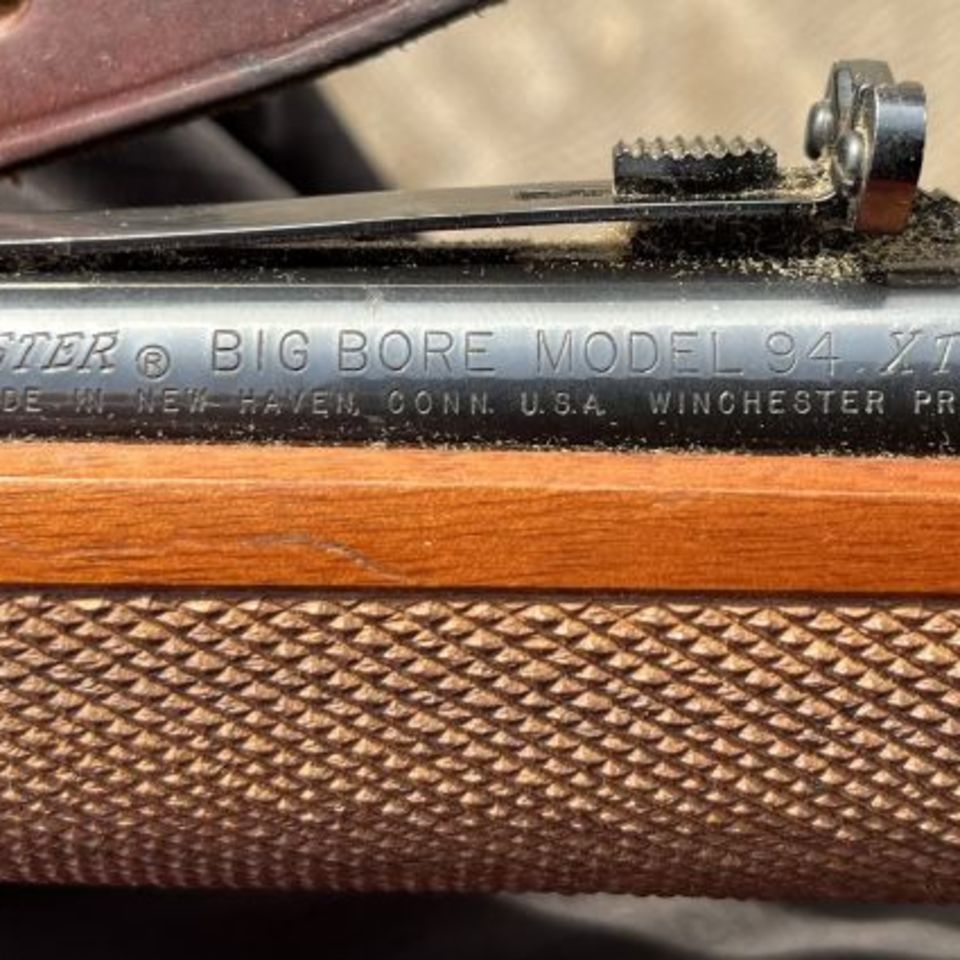 STER ® BIG BORE MODEL 94 XT
DE IN NEW HAVEN, CONN. U.S.A. WINCHESTER PR